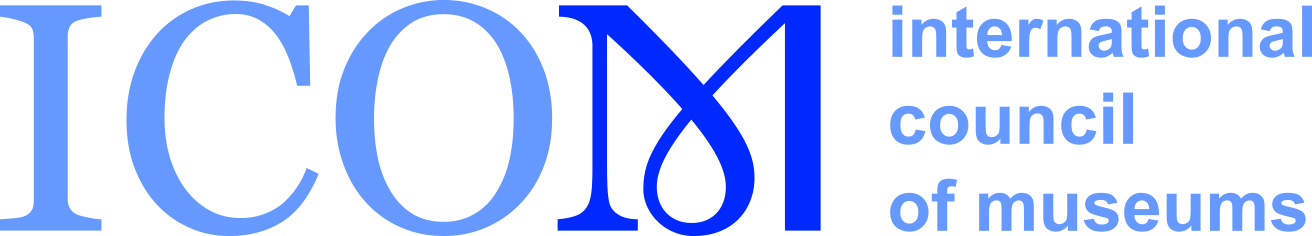 ICOM
international
council
of museums